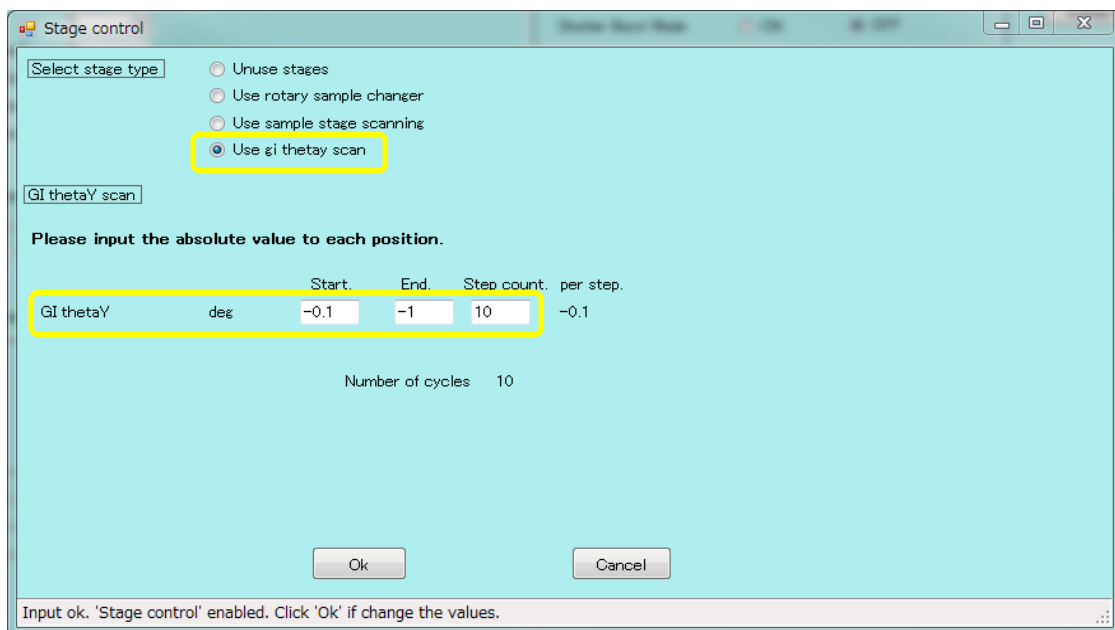 Stage control
Select stage type
Unuse stages
Use rotary sample changer
Use sample stage scanning
Use gi thetay scan
GI thetaY scan
Please input the absolute value to each position.
Start. End. Step count. per step.
GI thetaY deg -0.1 -1 10 -0.1
Number of cycles 10
Ok Cancel
Input ok. 'Stage control' enabled. Click 'Ok' if change the values.